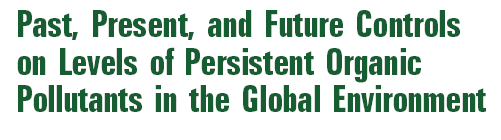 Past, Present, and Future Controls
on Levels of Persistent Organic
Pollutants in the Global Environment